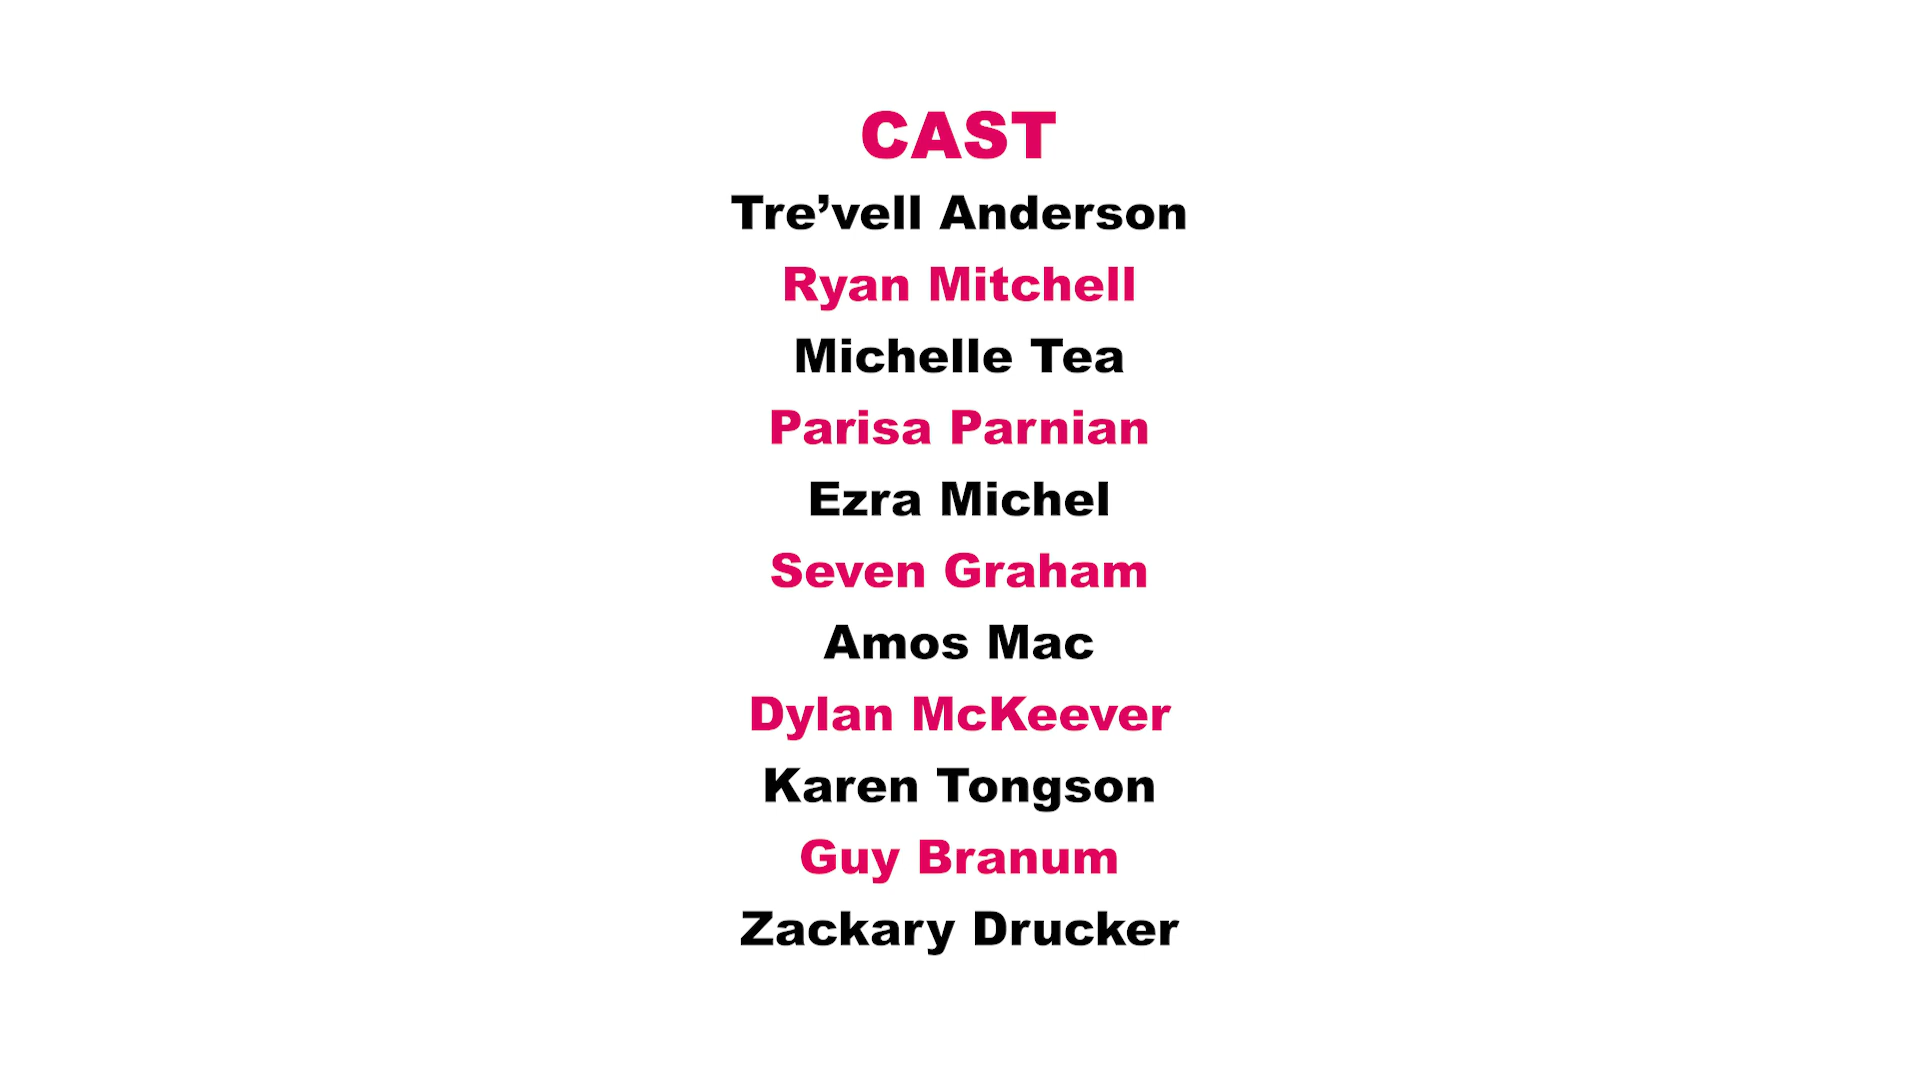 CAST
Tre’vell Anderson
Ryan Mitchell
Michelle Tea
Parisa Parnian
Ezra Michel
Seven Graham
Amos Mac
Dylan McKeever
Karen Tongson
Guy Branum
Zackary Drucker